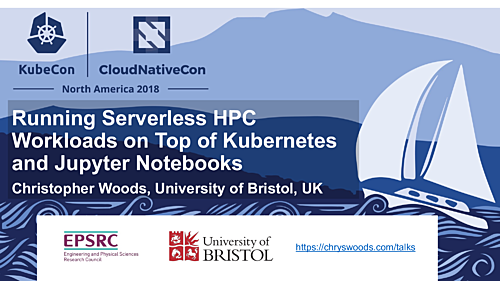 KubeCon
CloudNativeCon
North America 2018
Running Serverless HPC
Workloads on Top of Kubernetes
and Jupyter Notebooks
Christopher Woods, University of Bristol, UK
EPSRC
Engineering and Physical Sciences
Research Council
University of
BRISTOL
https://chryswoods.com/talks